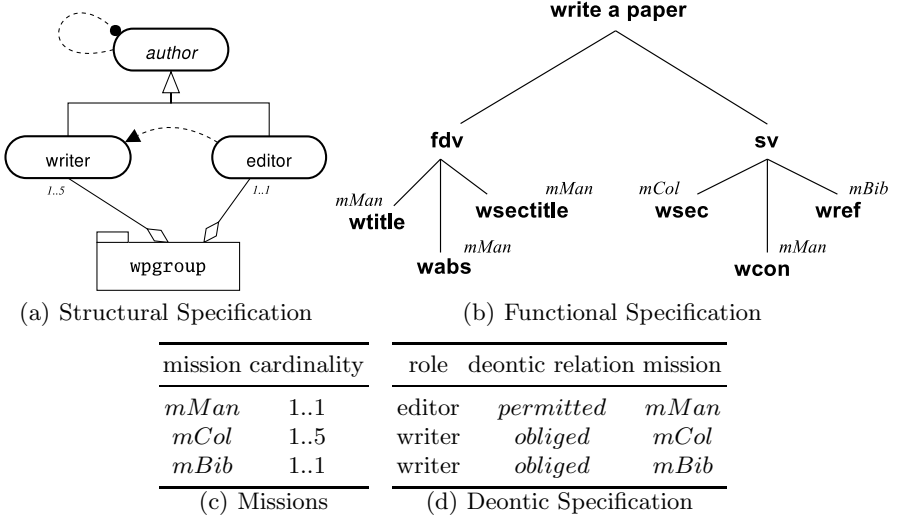 author
writer
editor
1..5
1..1
wpgroup
(a) Structural Specification
write a paper
fdv
sv
mMan
wtitle
mMan
wsectitle
mMan
wabs
mCol
wsec
mBib
wref
mMan
wcon
(b) Functional Specification
mission cardinality
mMan 1..1
mCol 1..5
mBib 1..1
(c) Missions
role deontic relation mission
editor permitted mMan
writer obliged mCol
writer obliged mBib
(d) Deontic Specification